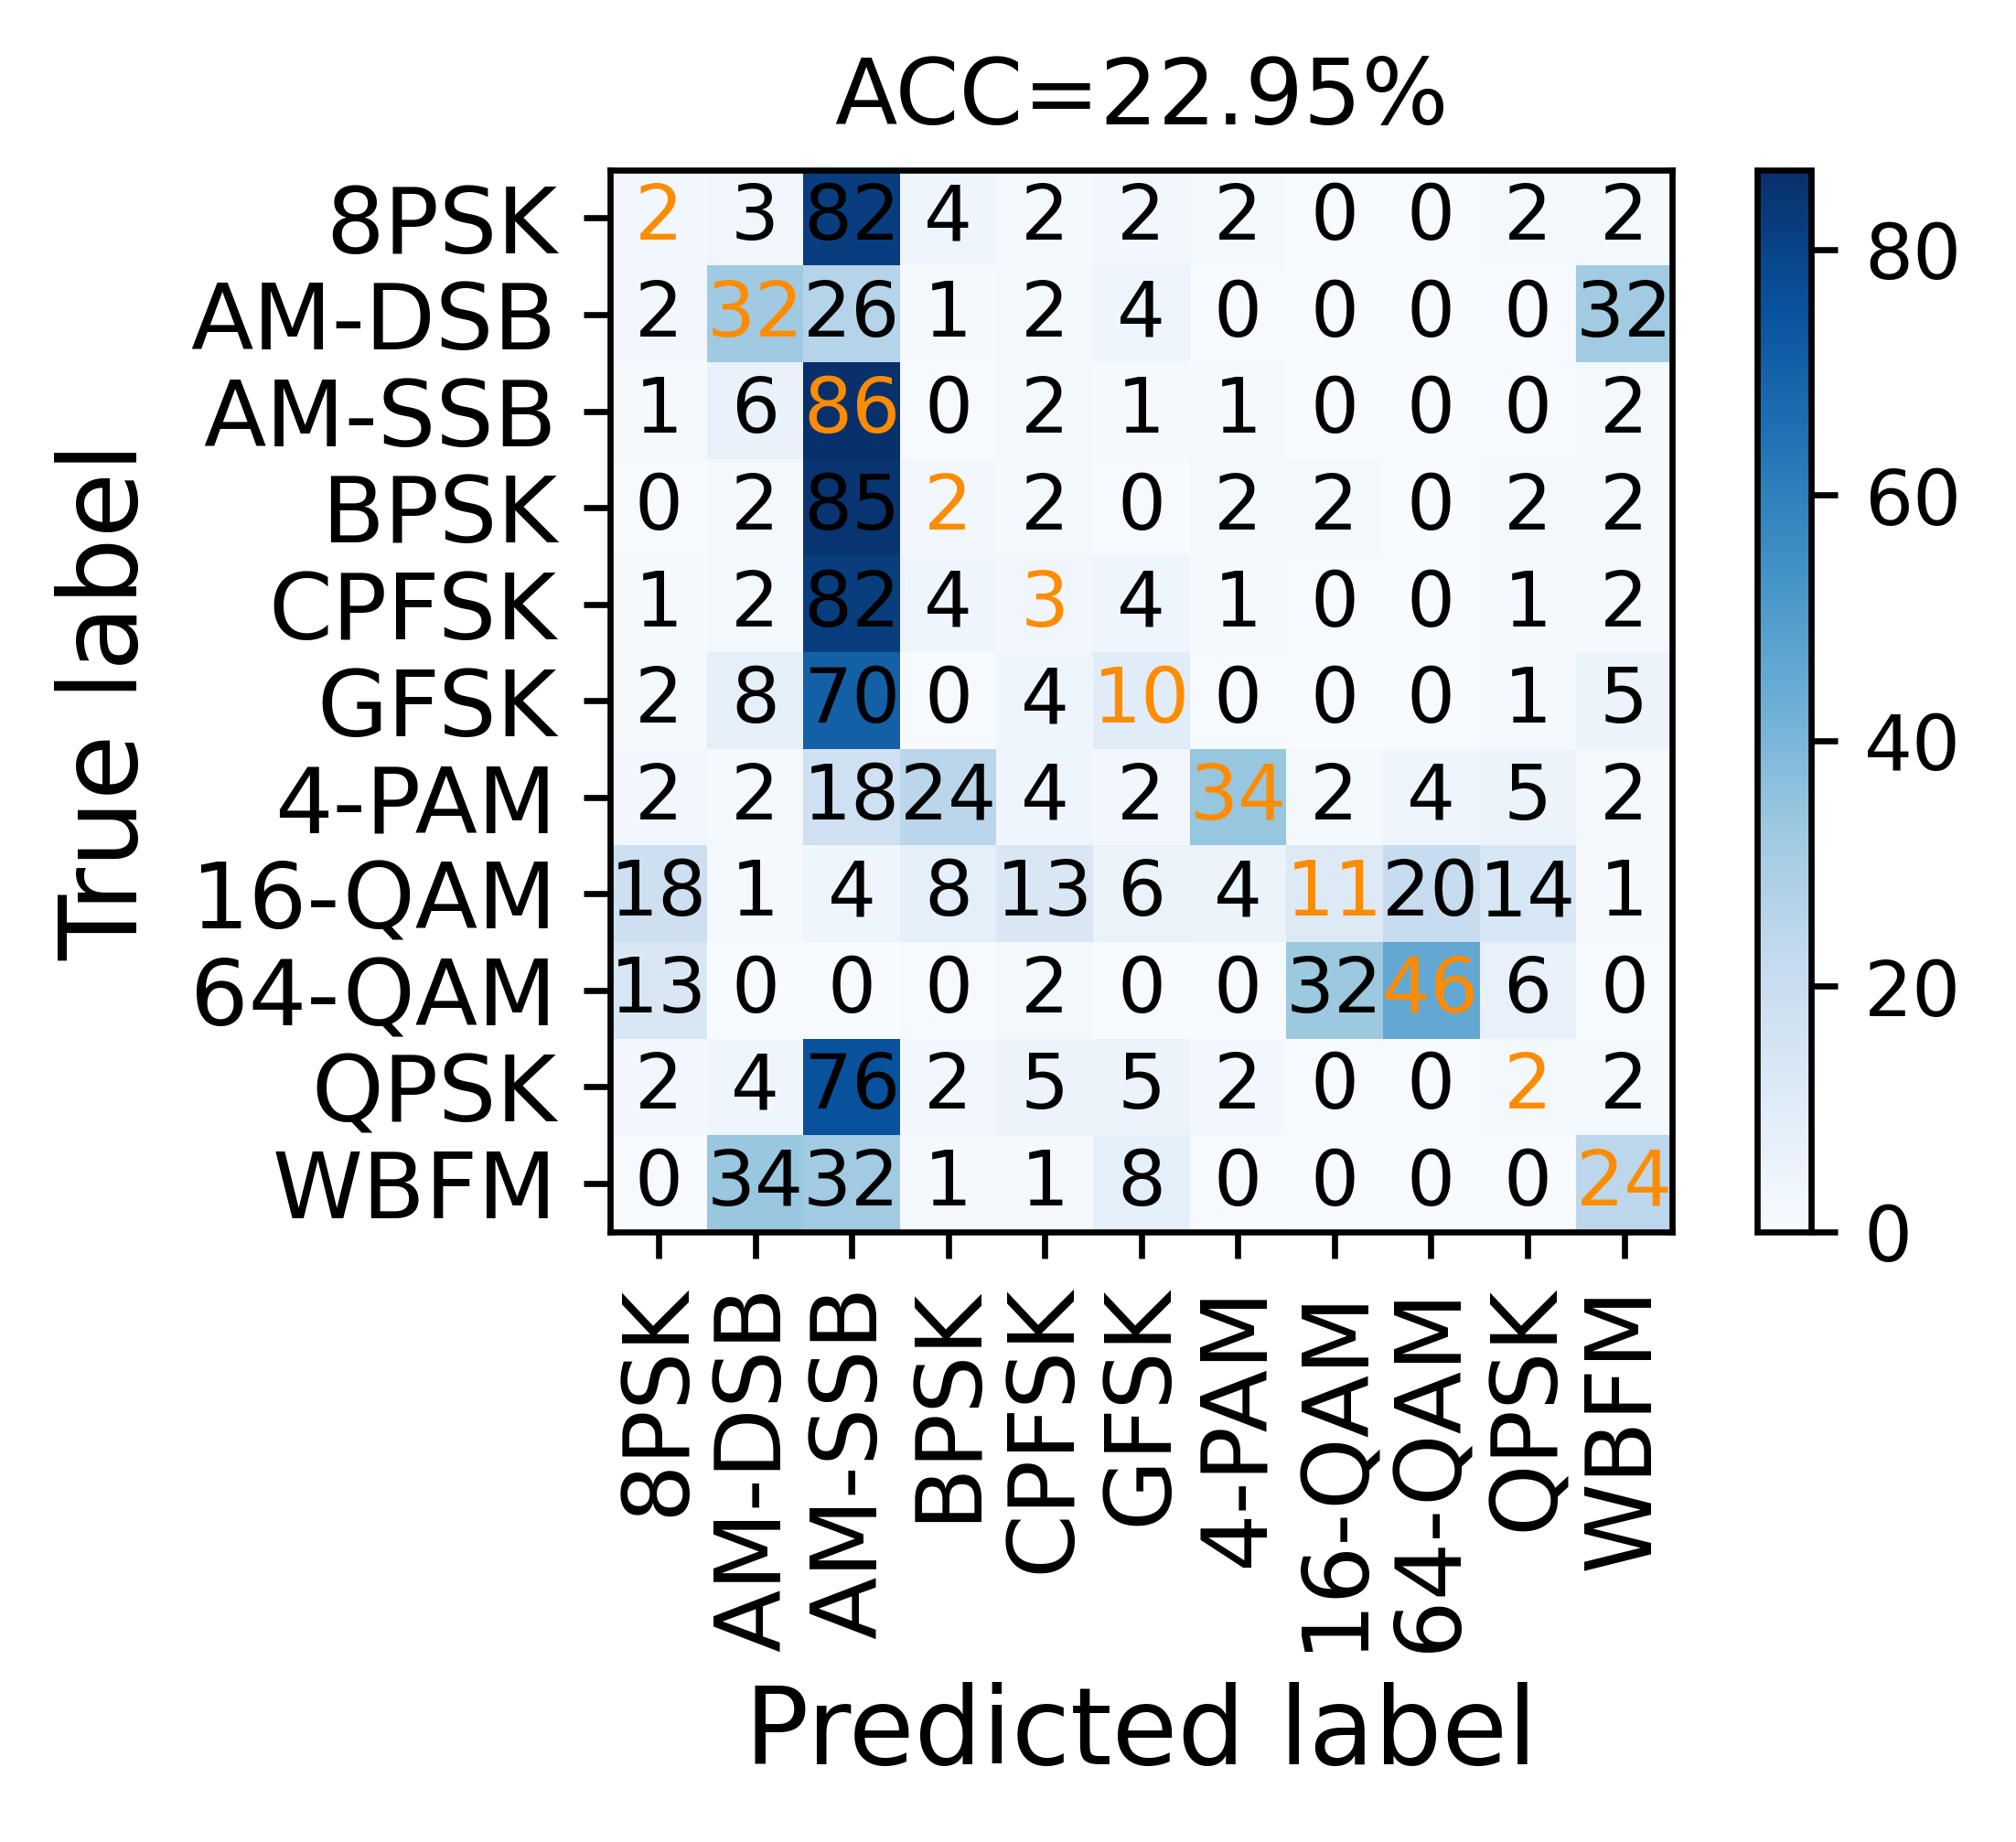 ACC=22.95%
True label
8PSK 2 3 82 4 2 2 2 0 0 2 2
AM-DSB 2 32 26 1 2 4 0 0 0 0 32
AM-SSB 1 6 86 0 2 1 1 0 0 0 2
BPSK 0 2 85 2 2 0 2 2 0 2 2
CPFSK 1 2 82 4 3 4 1 0 0 1 2
GFSK 2 8 70 0 4 10 0 0 0 1 5
4-PAM 2 2 18 24 4 2 34 2 4 5 2
16-QAM 18 1 4 8 13 6 4 11 20 14 1
64-QAM 13 0 0 0 2 0 0 32 46 6 0
QPSK 2 4 76 2 5 5 2 0 0 2 2
WBFM 0 34 32 1 1 8 0 0 0 0 24
8PSK AM-DSB AM-SSB BPSK CPFSK GFSK 4-PAM 16-QAM 64-QAM QPSK WBFM
Predicted label
80
60
40
20
0